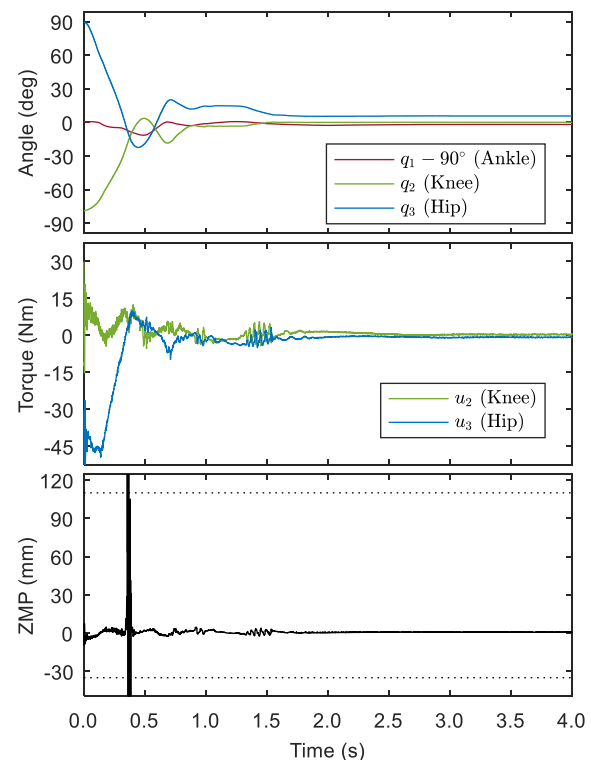 90
60
30
0
-30
-60
-90
Angle (deg)
q₁ − 90° (Ankle)
q₂ (Knee)
q₃ (Hip)
30
15
0
-15
-30
-45
Torque (Nm)
u₂ (Knee)
u₃ (Hip)
120
90
60
30
0
-30
ZMP (mm)
0.0 0.5 1.0 1.5 2.0 2.5 3.0 3.5 4.0
Time (s)